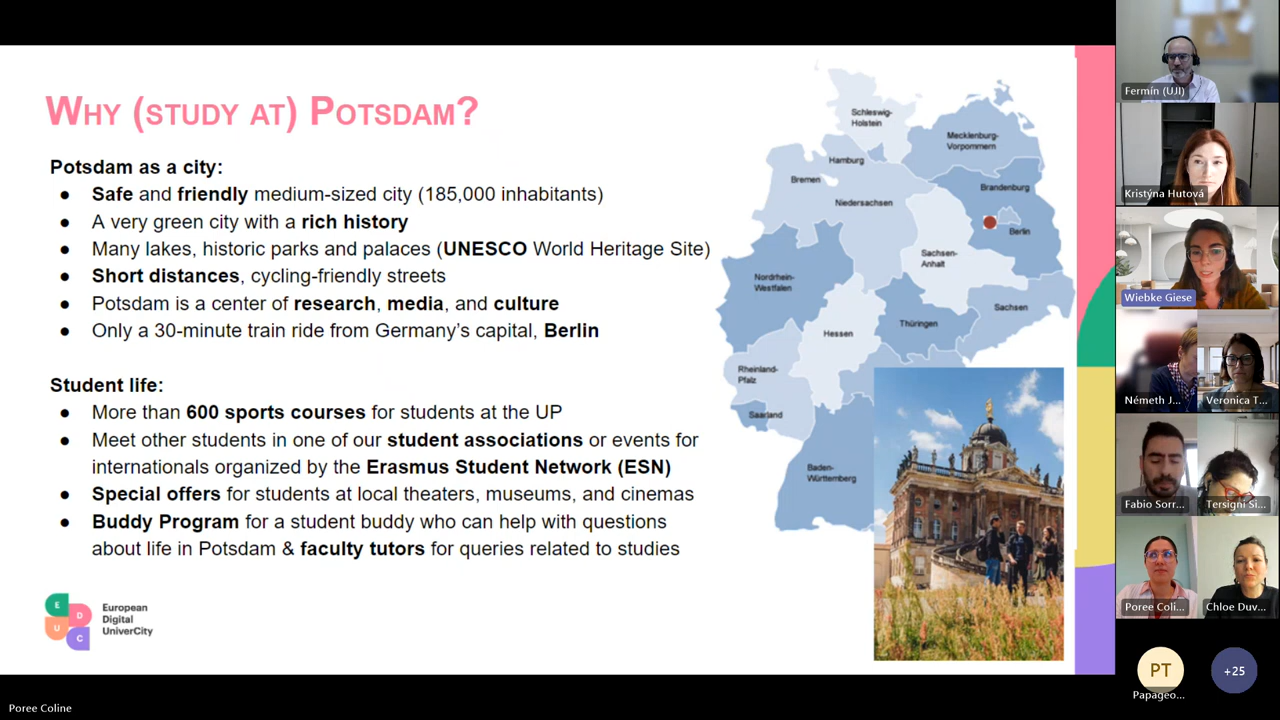 WHY (STUDY AT) POTSDAM?
Potsdam as a city:
● Safe and friendly medium-sized city (185,000 inhabitants)
● A very green city with a rich history
● Many lakes, historic parks and palaces (UNESCO World Heritage Site)
● Short distances, cycling-friendly streets
● Potsdam is a center of research, media, and culture
● Only a 30-minute train ride from Germany's capital, Berlin
Student life:
● More than 600 sports courses for students at the UP
● Meet other students in one of our student associations or events for
internationals organized by the Erasmus Student Network (ESN)
● Special offers for students at local theaters, museums, and cinemas
● Buddy Program for a student buddy who can help with questions
about life in Potsdam & faculty tutors for queries related to studies
E
D
U
C
European
Digital
UniverCity
Schleswig-
Holstein
Mecklenburg-
Vorpommern
Hamburg
Bremen
Niedersachsen
Brandenburg
Berlin
Sachsen-
Anhalt
Nordrhein-
Westfalen
Sachsen
Thüringen
Hessen
Rheinland-
Pfalz
Saarland
Baden-
Württemberg
Fermín (UJI)
Kristýna Hutová
Wiebke Giese
Németh J...
Veronica T...
Fabio Sorr...
Tersigni Si...
Poree Coli...
Chloe Duv...
PT
Papageo...
+25
Poree Coline